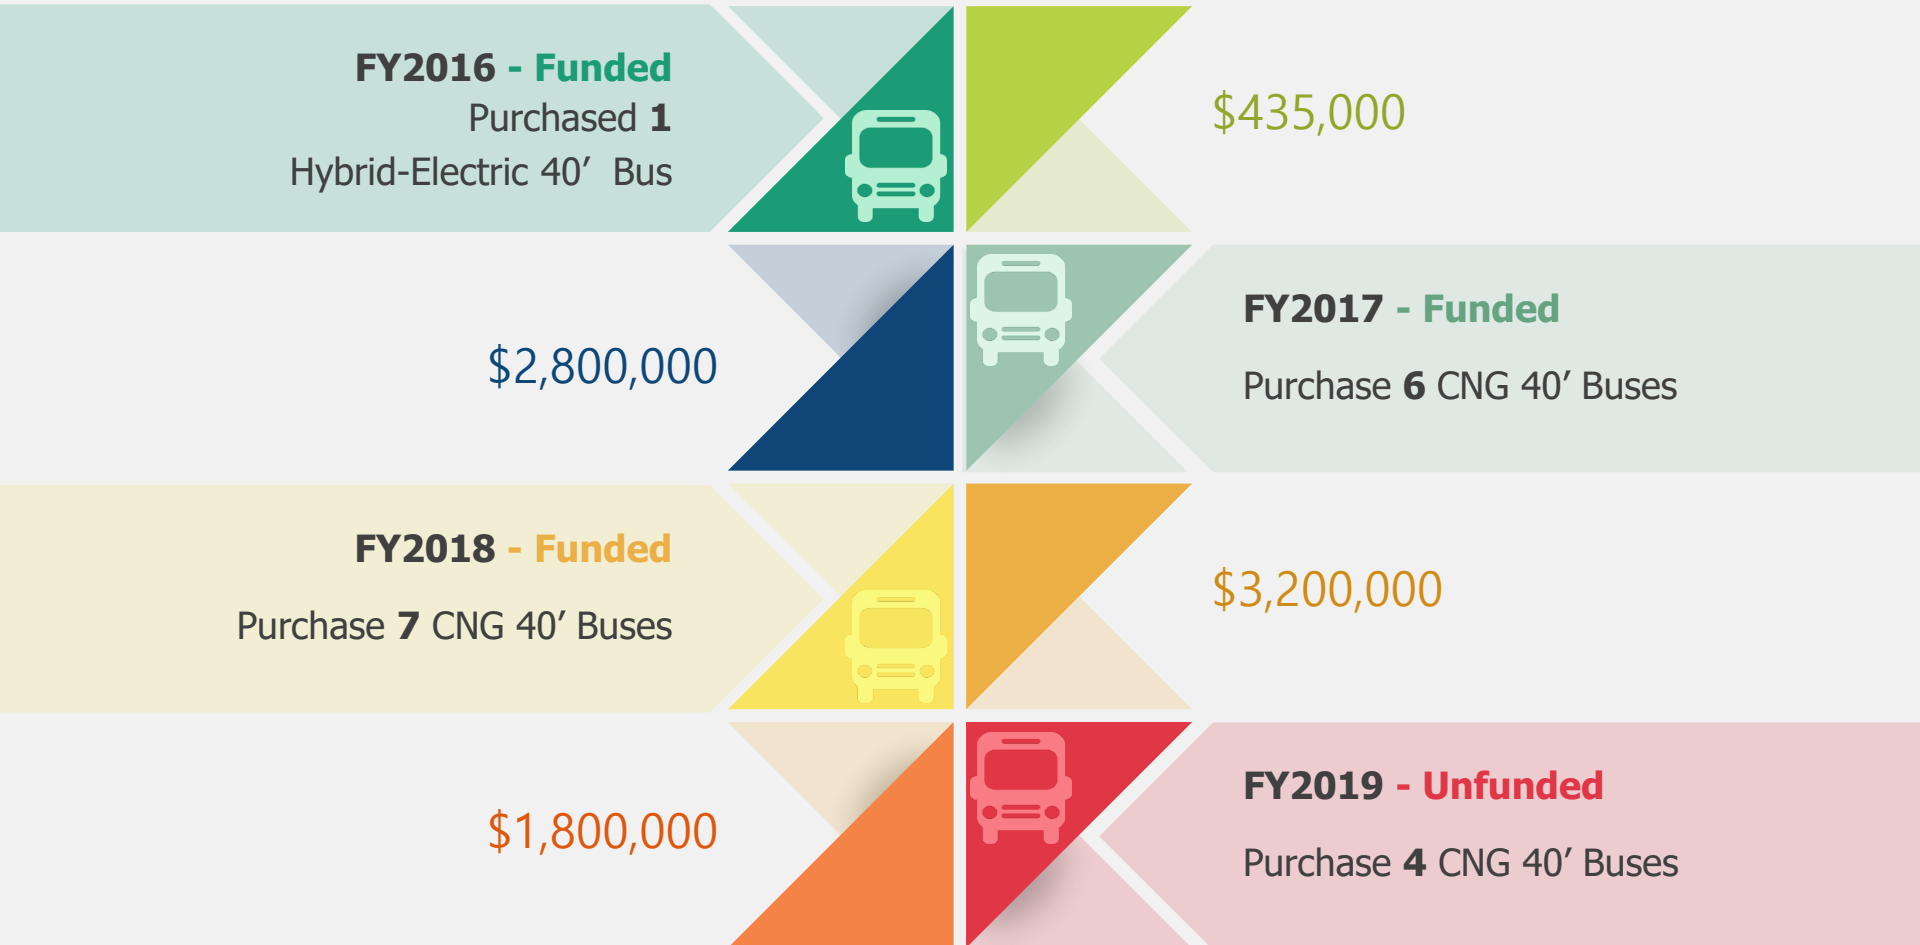 FY2016 - Funded
Purchased 1
Hybrid-Electric 40’ Bus
$435,000
$2,800,000
FY2017 - Funded
Purchase 6 CNG 40’ Buses
FY2018 - Funded
Purchase 7 CNG 40’ Buses
$3,200,000
$1,800,000
FY2019 - Unfunded
Purchase 4 CNG 40’ Buses